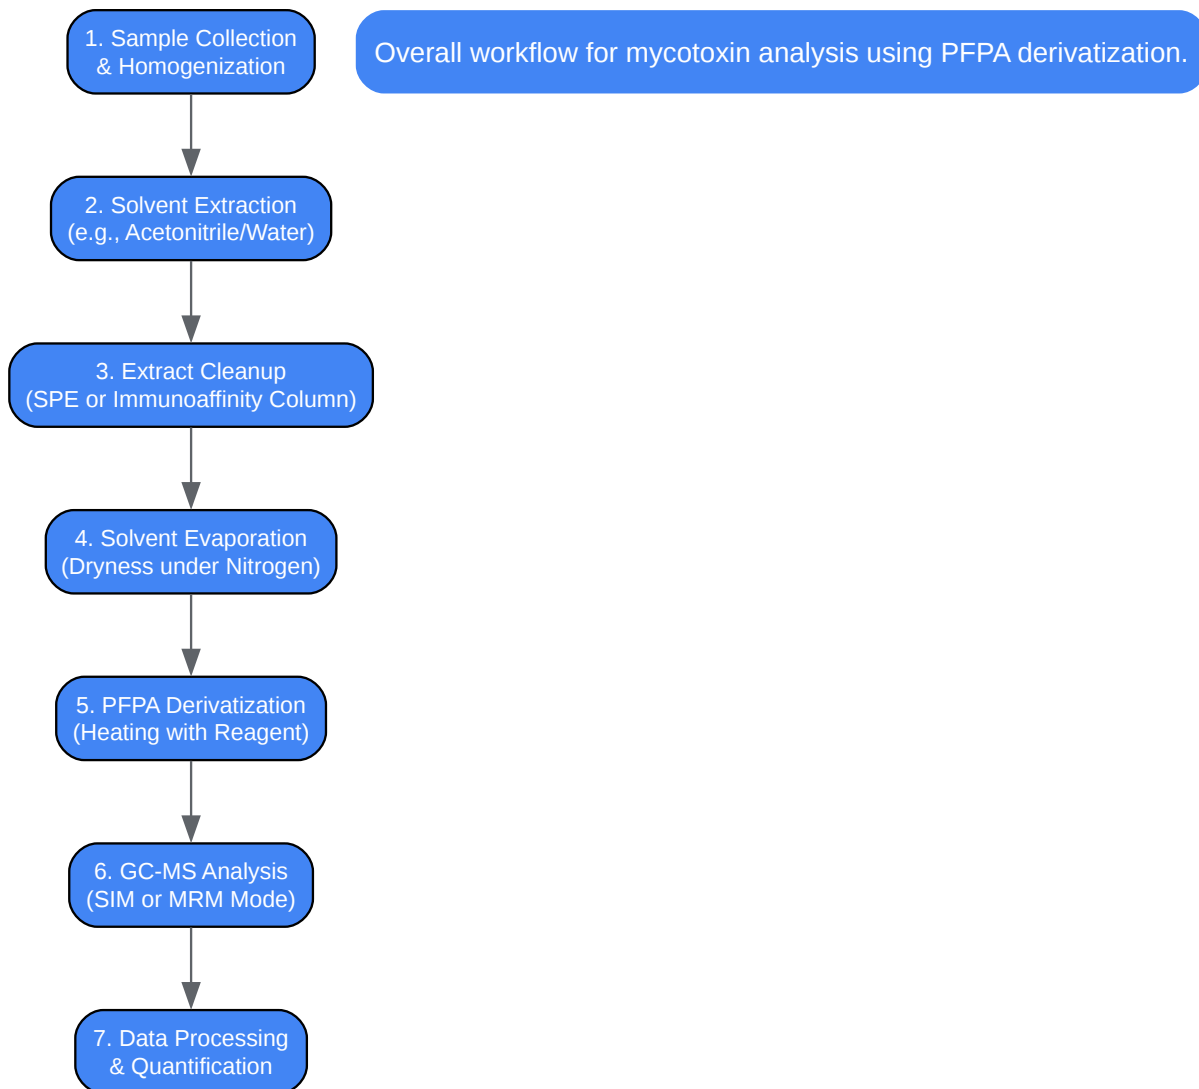 1. Sample Collection
& Homogenization
Overall workflow for mycotoxin analysis using PFPA derivatization.
2. Solvent Extraction
(e.g., Acetonitrile/Water)
3. Extract Cleanup
(SPE or Immunoaffinity Column)
4. Solvent Evaporation
(Dryness under Nitrogen)
5. PFPA Derivatization
(Heating with Reagent)
6. GC-MS Analysis
(SIM or MRM Mode)
7. Data Processing
& Quantification